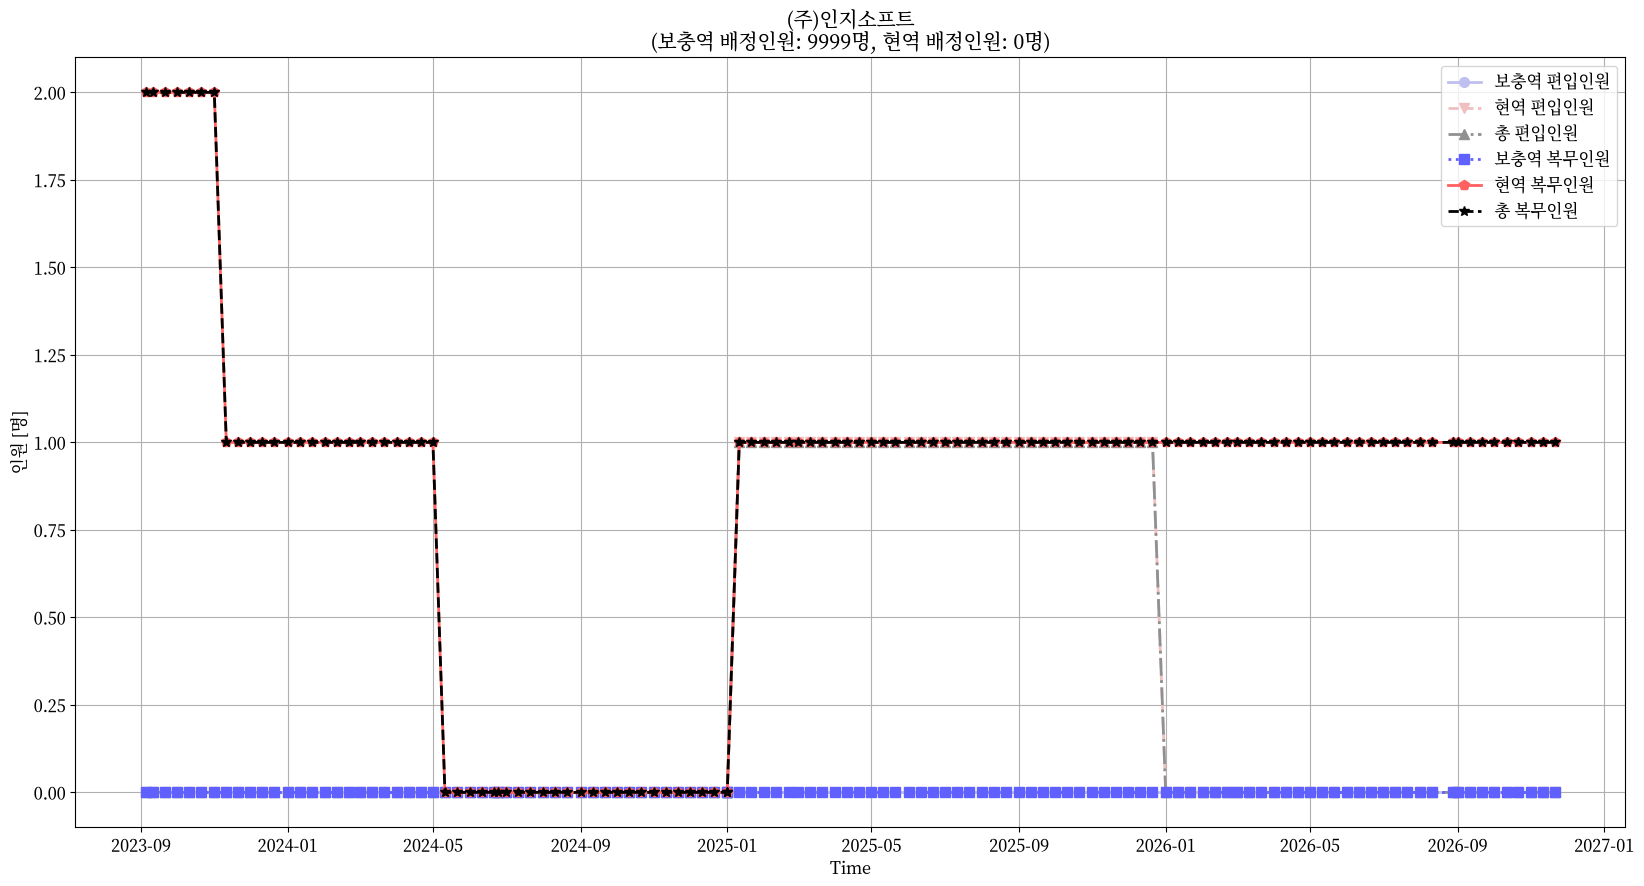 (주)인지소프트
(보충역 배정인원: 9999명, 현역 배정인원: 0명)
보충역 편입인원
현역 편입인원
총 편입인원
보충역 복무인원
현역 복무인원
총 복무인원
인원 [명]
2.00
1.75
1.50
1.25
1.00
0.75
0.50
0.25
0.00
2023-09 2024-01 2024-05 2024-09 2025-01 2025-05 2025-09 2026-01 2026-05 2026-09 2027-01
Time